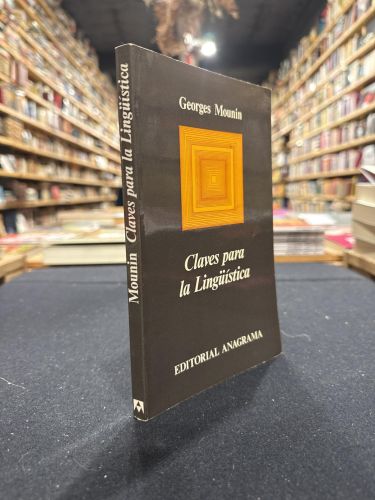 Mounin Claves para la Lingüística
Georges Mounin
Claves para
la Lingüística
EDITORIAL ANAGRAMA